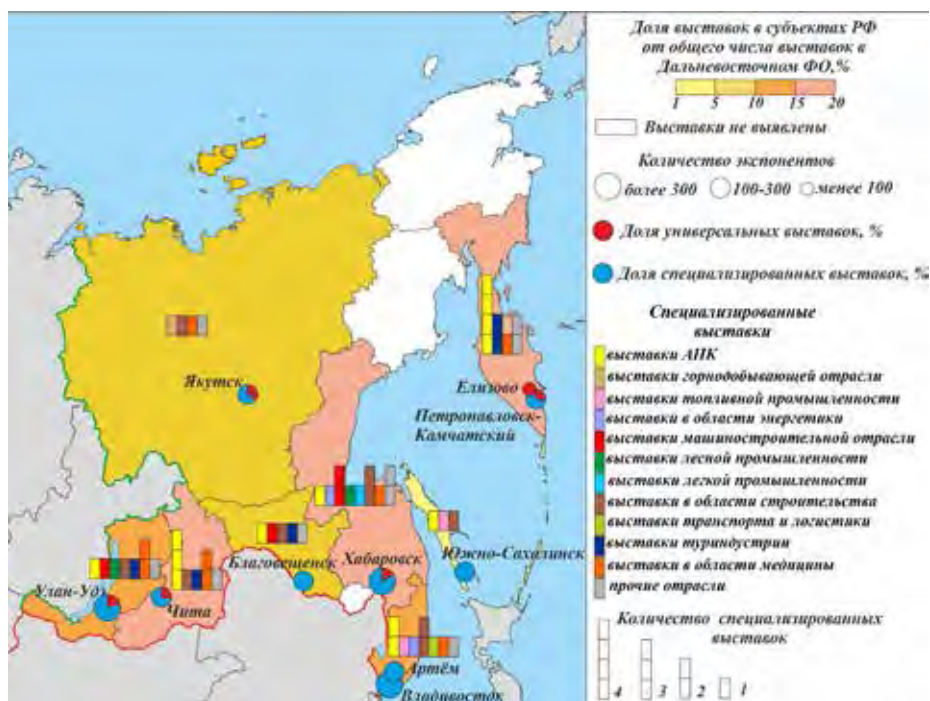 Доля выставок в субъектах РФ
от общего числа выставок в
Дальневосточном ФО,%
1 5 10 15 20
Выставки не выявлены
Количество экспонентов
более 300 100-300 менее 100
Доля универсальных выставок, %
Доля специализированных выставок, %
Специализированные
выставки
выставки АПК
выставки горнодобывающей отрасли
выставки топливной промышленности
выставки в области энергетики
выставки машиностроительной отрасли
выставки лесной промышленности
выставки легкой промышленности
выставки в области строительства
выставки транспорта и логистики
выставки туриндустрии
выставки в области медицины
прочие отрасли
Количество специализированных
выставок
4 3 2 1
Якутск
Елизово
Петропавловск-
Камчатский
Благовещенск
Хабаровск
Южно-Сахалинск
Улан-Удэ
Чита
Артём
Владивосток